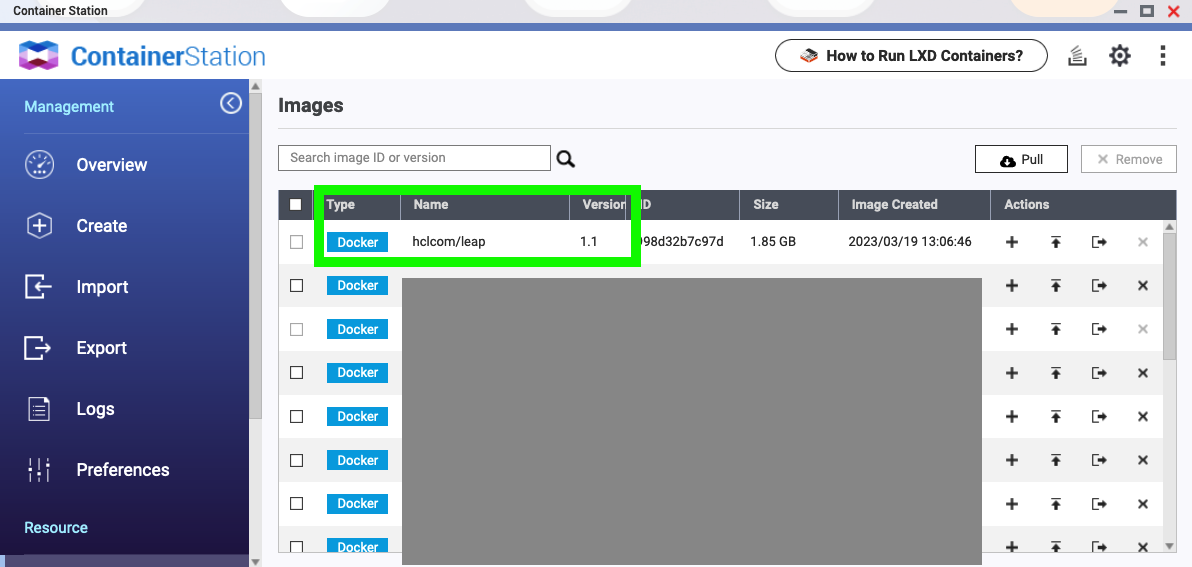 Container Station
ContainerStation
How to Run LXD Containers?
Management
Overview
Create
Import
Export
Logs
Preferences
Resource
Images
Search image ID or version
Pull
Remove
Type Name Version ID Size Image Created Actions
Docker hclcom/leap 1.1 98d32b7c97d 1.85 GB 2023/03/19 13:06:46
Docker
Docker
Docker
Docker
Docker
Docker
Docker